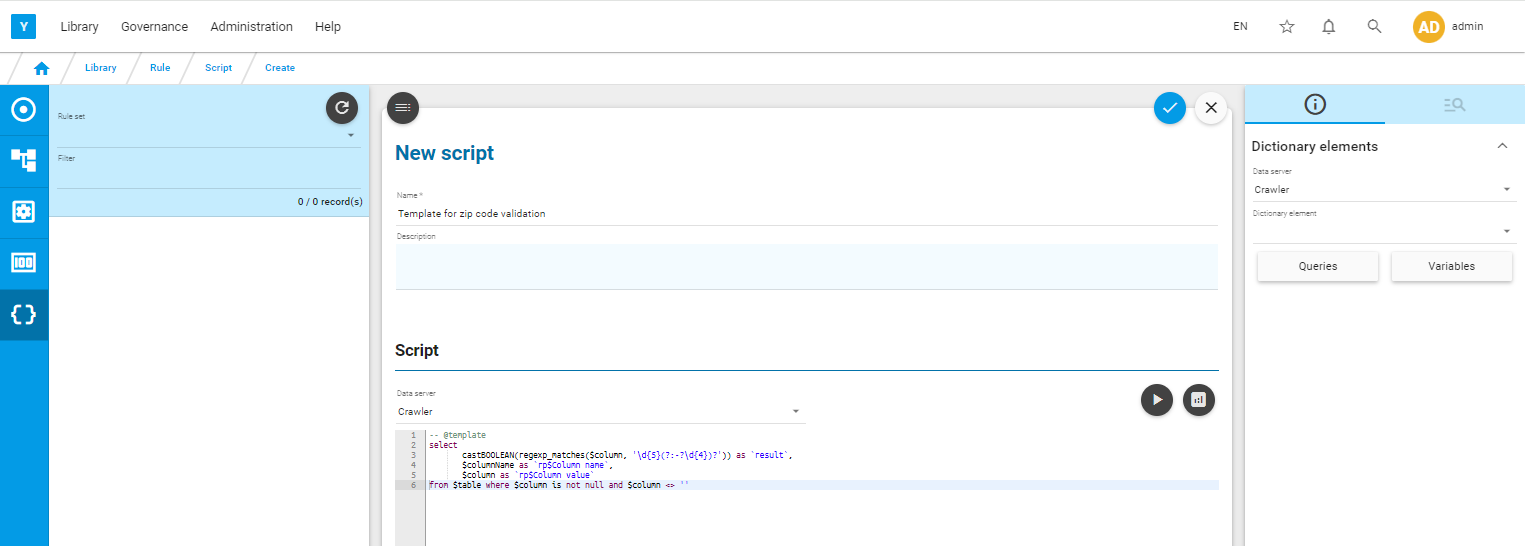 Y Library Governance Administration Help EN AD admin
Library Rule Script Create
Rule set
Filter
0 / 0 record(s)
100
New script
Name *
Template for zip code validation
Description
Script
Data server
Crawler
1 -- @template
2 select
3 castBOOLEAN(regexp_matches($column, '\d{5}(?:-?\d{4})?')) as `result`,
4 $columnName as `rp$Column name`,
5 $column as `rp$Column value`
6 from $table where $column is not null and $column <> ''
Dictionary elements
Data server
Crawler
Dictionary element
Queries Variables